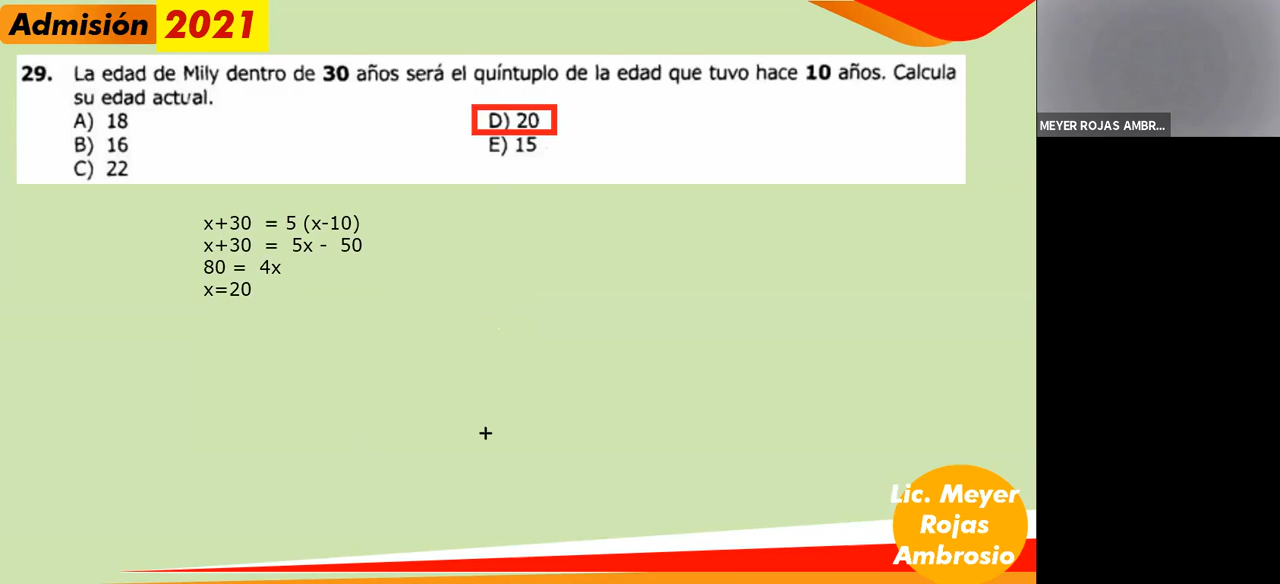 Admisión 2021
29. La edad de Mily dentro de 30 años será el quíntuplo de la edad que tuvo hace 10 años. Calcula
su edad actual.
A) 18
B) 16
C) 22
D) 20
E) 15
x+30 = 5 (x-10)
x+30 = 5x - 50
80 = 4x
x=20
+
Lic. Meyer
Rojas
Ambrosio
MEYER ROJAS AMBR...